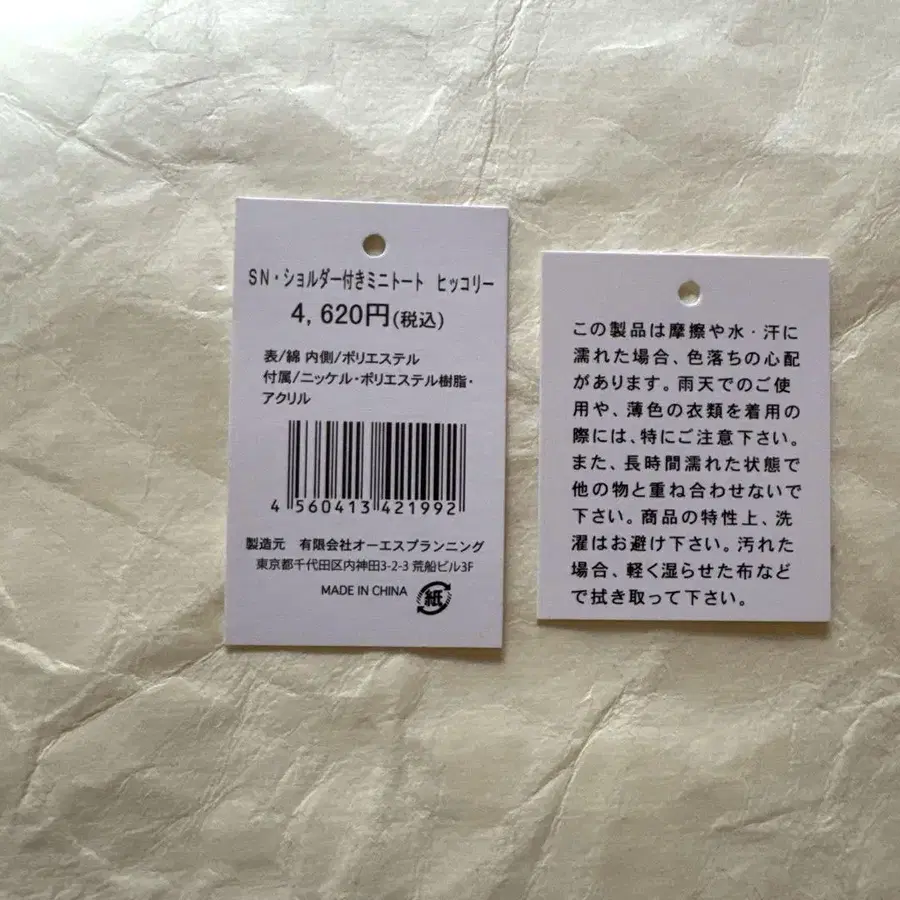 SN・ショルダー付きミニトート ヒッコリー
4,620円(税込)
表/綿 内側/ポリエステル
付属/ニッケル・ポリエステル樹脂・
アクリル
4 560413 421992
製造元 有限会社オーエスプランニング
東京都千代田区内神田3-2-3 荒船ビル3F
MADE IN CHINA 紙
この製品は摩擦や水・汗に
濡れた場合、色落ちの心配
があります。雨天でのご使
用や、薄色の衣類を着用の
際には、特にご注意下さい。
また、長時間濡れた状態で
他の物と重ね合わせないで
下さい。商品の特性上、洗
濯はお避け下さい。汚れた
場合、軽く湿らせた布など
で拭き取って下さい。